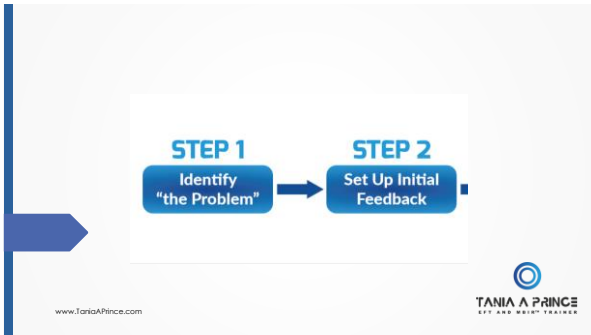 STEP 1
Identify
“the Problem”
STEP 2
Set Up Initial
Feedback
www.TaniaAPrince.com
TANIA A PRINCE
EFT AND MDIR™ TRAINER